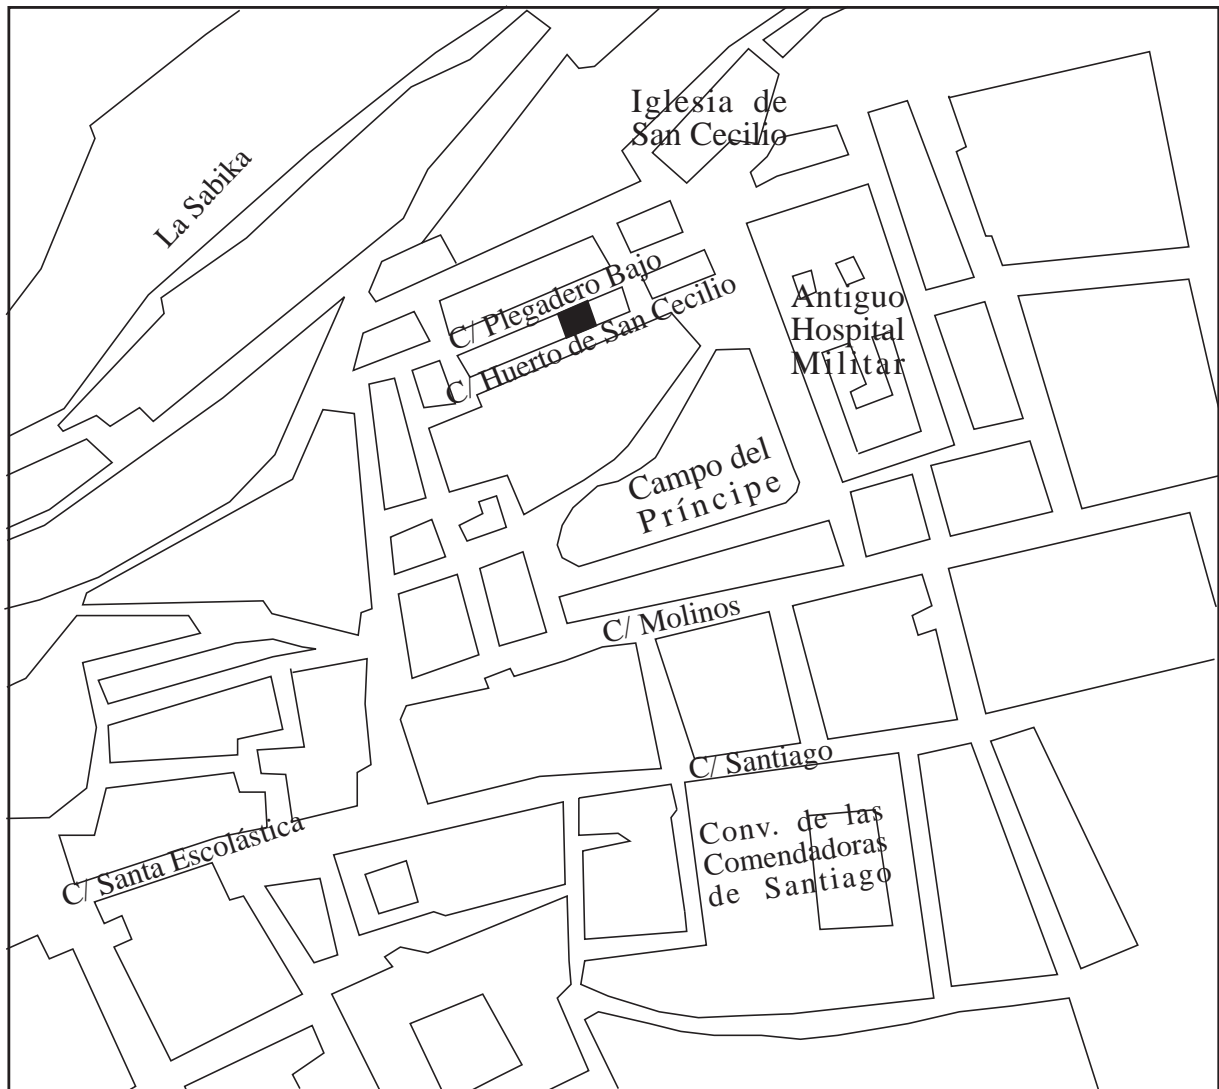 Iglesia de
San Cecilio
La Sabika
C/ Plegadero Bajo
C/ Huerto de San Cecilio
Antiguo
Hospital
Militar
Campo del
Príncipe
C/ Molinos
C/ Santiago
Conv. de las
Comendadoras
de Santiago
C/ Santa Escolástica